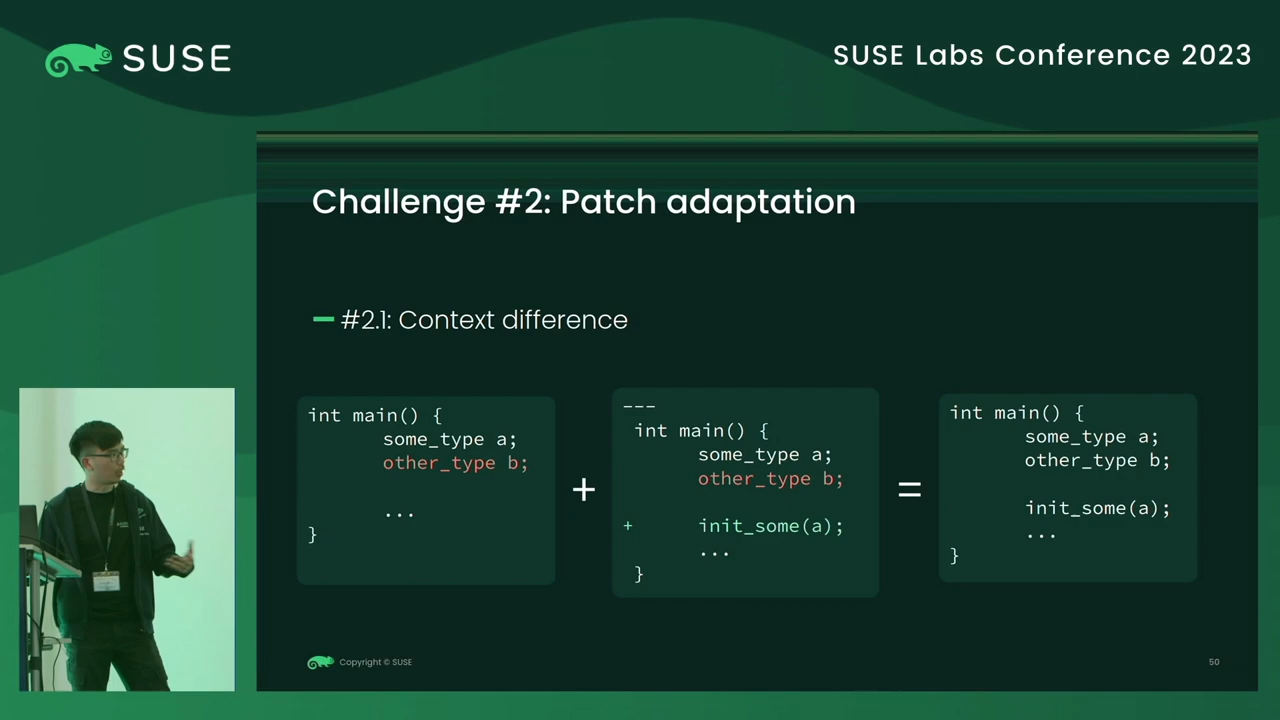 SUSE
SUSE Labs Conference 2023
Challenge #2: Patch adaptation
#2.1: Context difference
int main() {
some_type a;
other_type b;
...
}
+
---
int main() {
some_type a;
other_type b;
+ init_some(a);
...
}
=
int main() {
some_type a;
other_type b;
init_some(a);
...
}
Copyright © SUSE
50